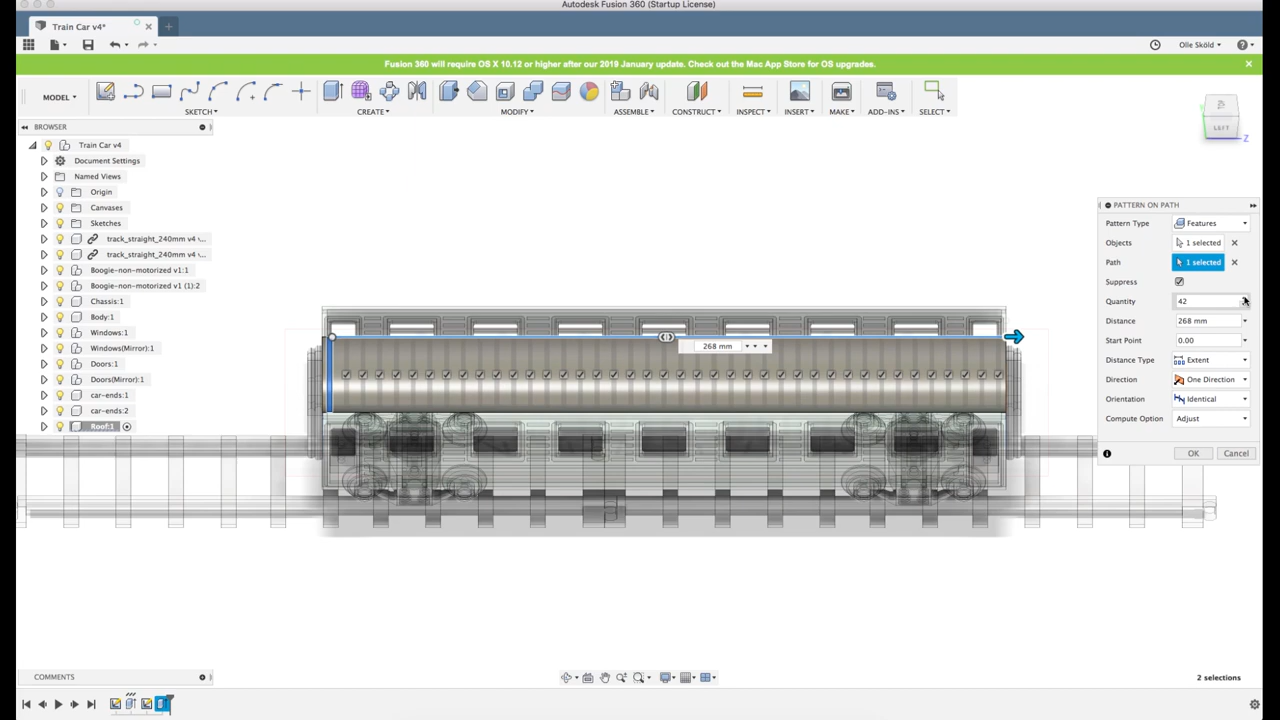 Autodesk Fusion 360 (Startup License)
Train Car v4*
Olle Sköld
Fusion 360 will require OS X 10.12 or higher after our 2019 January update. Check out the Mac App Store for OS upgrades.
MODEL
SKETCH
CREATE
MODIFY
ASSEMBLE
CONSTRUCT
INSPECT
INSERT
MAKE
ADD-INS
SELECT
BROWSER
LEFT
Z
Train Car v4
Document Settings
Named Views
Origin
Canvases
Sketches
track_straight_240mm v4 ...
track_straight_240mm v4 ...
Boogie-non-motorized v1:1
Boogie-non-motorized v1 (1):2
Chassis:1
Body:1
Windows:1
Windows(Mirror):1
Doors:1
Doors(Mirror):1
car-ends:1
car-ends:2
Roof:1
268 mm
PATTERN ON PATH
Pattern Type Features
Objects 1 selected
Path 1 selected
Suppress
Quantity 42
Distance 268 mm
Start Point 0.00
Distance Type Extent
Direction One Direction
Orientation Identical
Compute Option Adjust
OK Cancel
COMMENTS
2 selections